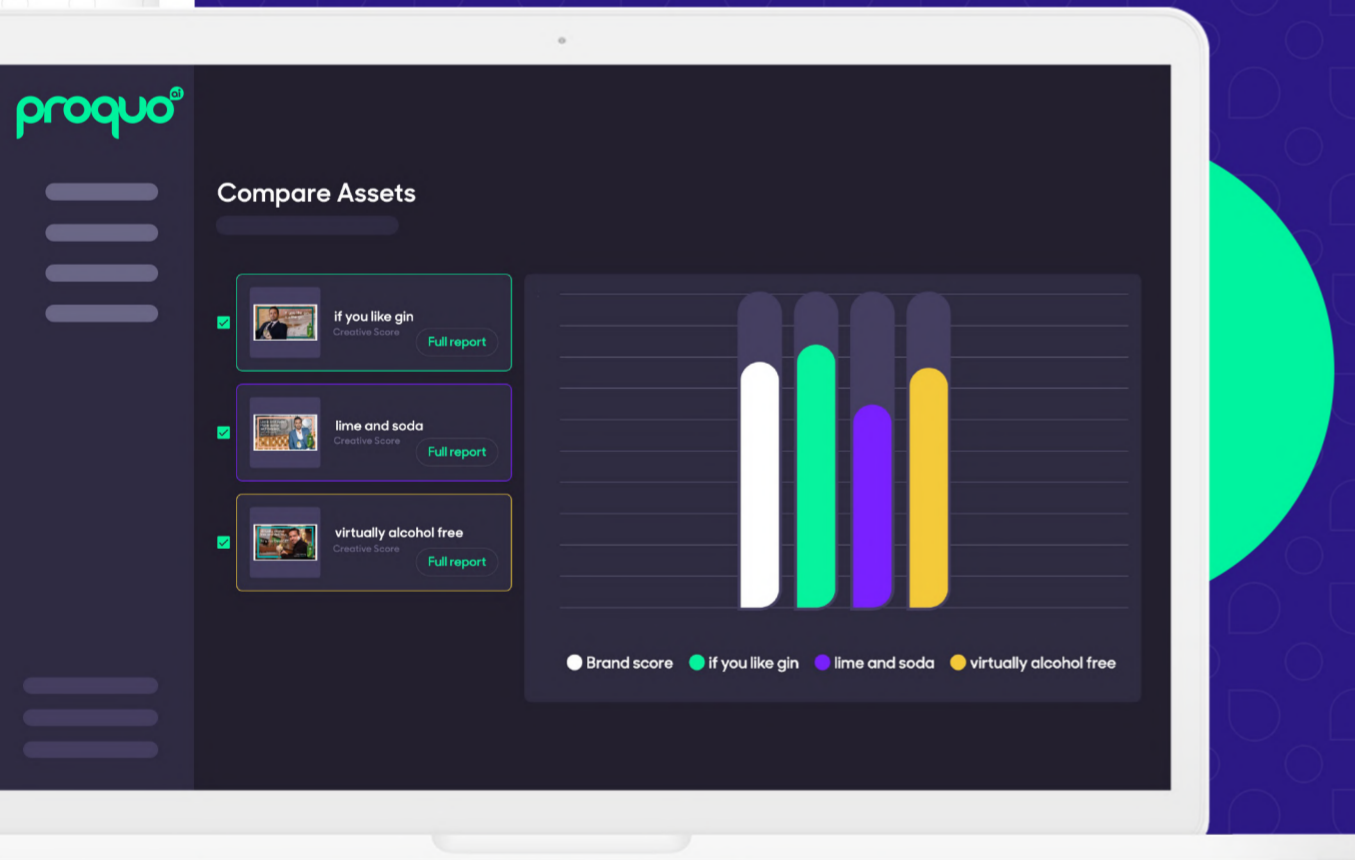 proquo ai
Compare Assets
if you like gin
Creative Score
Full report
lime and soda
Creative Score
Full report
virtually alcohol free
Creative Score
Full report
Brand score if you like gin lime and soda virtually alcohol free